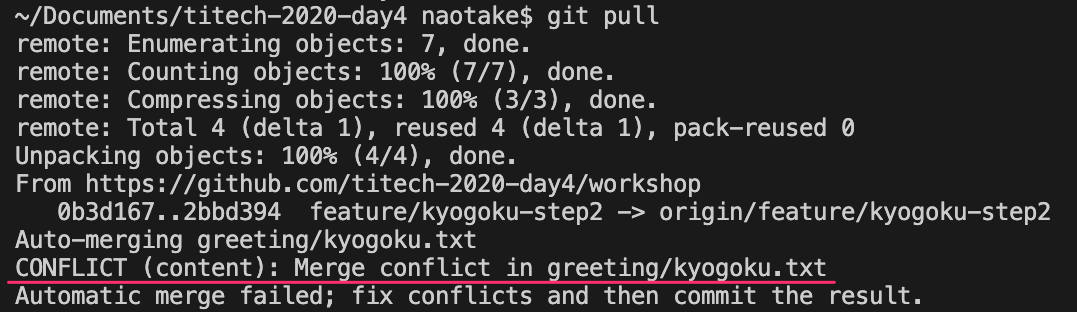 ~/Documents/titech-2020-day4 naotake$ git pull
remote: Enumerating objects: 7, done.
remote: Counting objects: 100% (7/7), done.
remote: Compressing objects: 100% (3/3), done.
remote: Total 4 (delta 1), reused 4 (delta 1), pack-reused 0
Unpacking objects: 100% (4/4), done.
From https://github.com/titech-2020-day4/workshop
   0b3d167..2bbd394  feature/kyogoku-step2 -> origin/feature/kyogoku-step2
Auto-merging greeting/kyogoku.txt
CONFLICT (content): Merge conflict in greeting/kyogoku.txt
Automatic merge failed; fix conflicts and then commit the result.